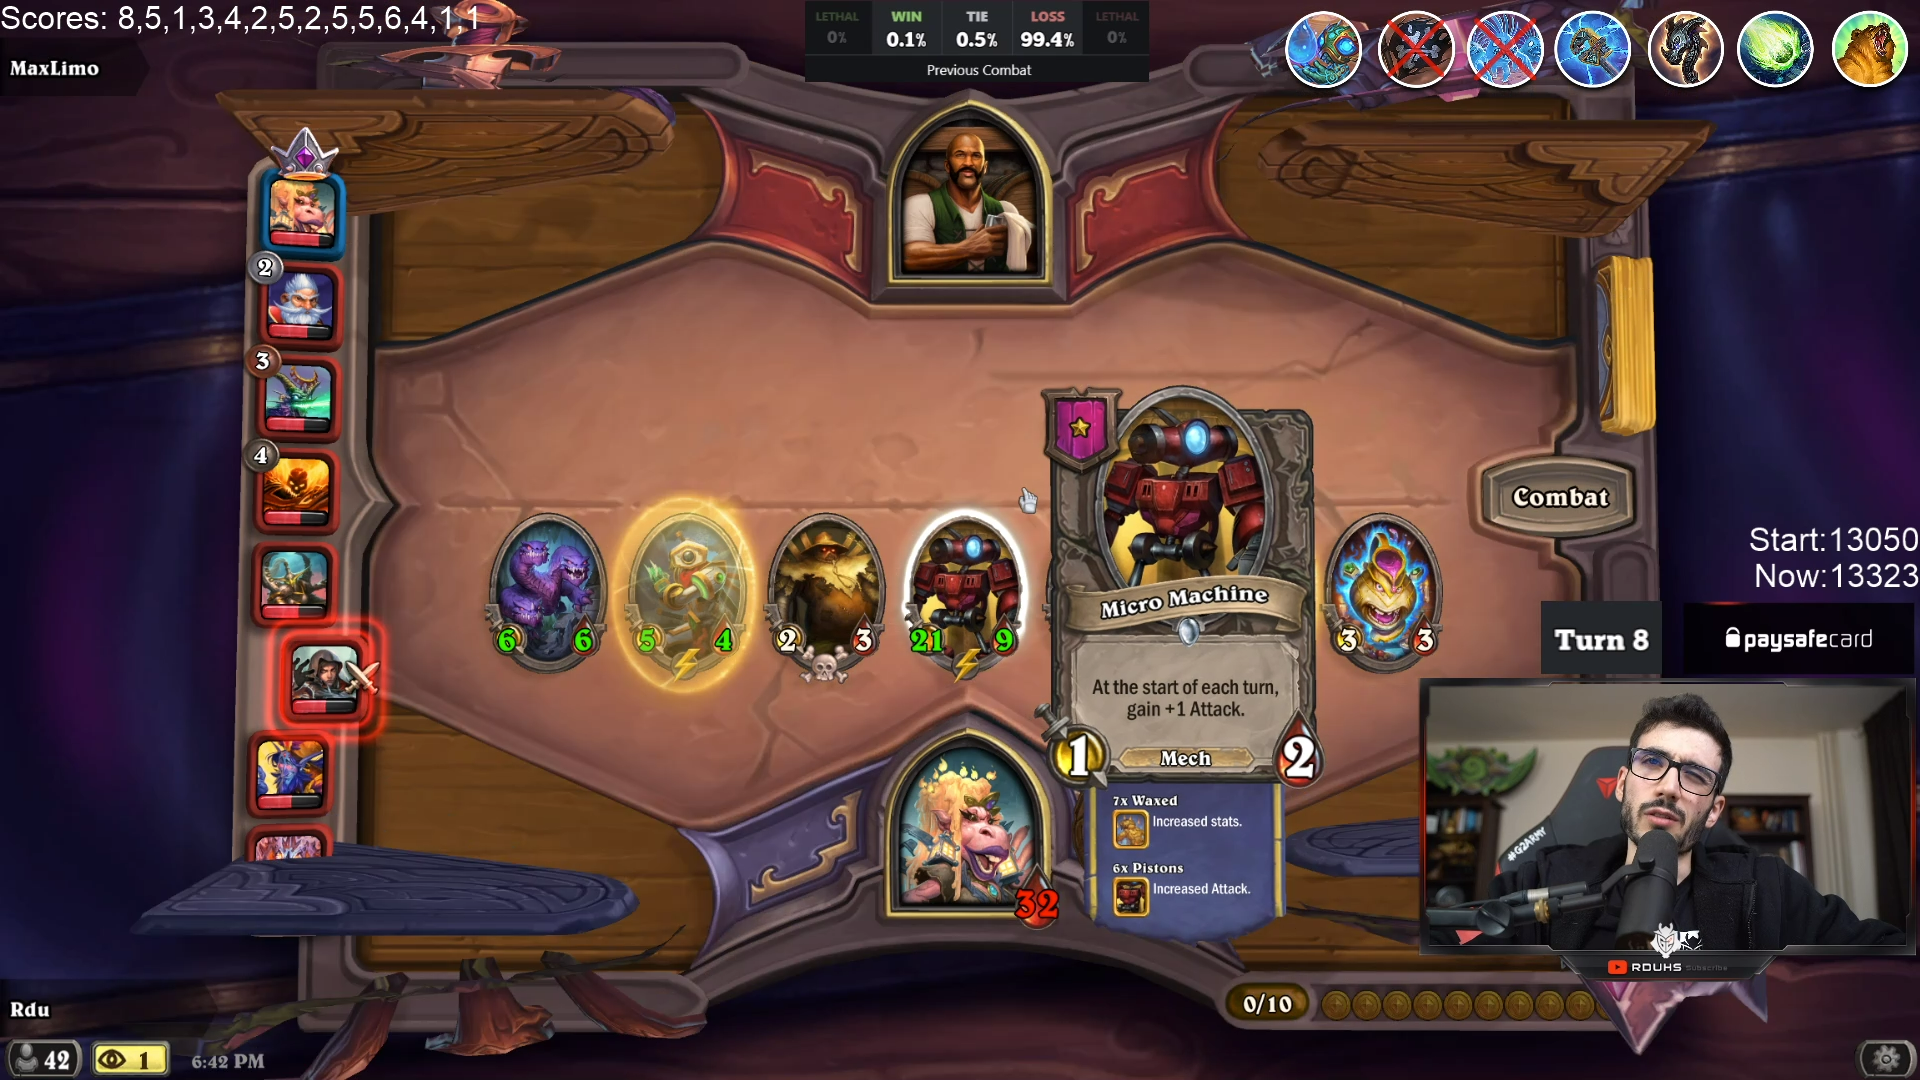 Scores: 8,5,1,3,4,2,5,2,5,5,6,4,1,1
MaxLimo
LETHAL
0%
WIN
0.1%
TIE
0.5%
LOSS
99.4%
LETHAL
0%
Previous Combat
2
3
4
Combat
Start:13050
Now:13323
Turn 8
paysafecard
6 6
5 4
2 3
21 9
3 3
Micro Machine
At the start of each turn,
gain +1 Attack.
1
Mech
2
7x Waxed
Increased stats.
6x Pistons
Increased Attack.
32
#G2ARMY
RDUHS Subscribe
Rdu
0/10
42
1
6:42 PM